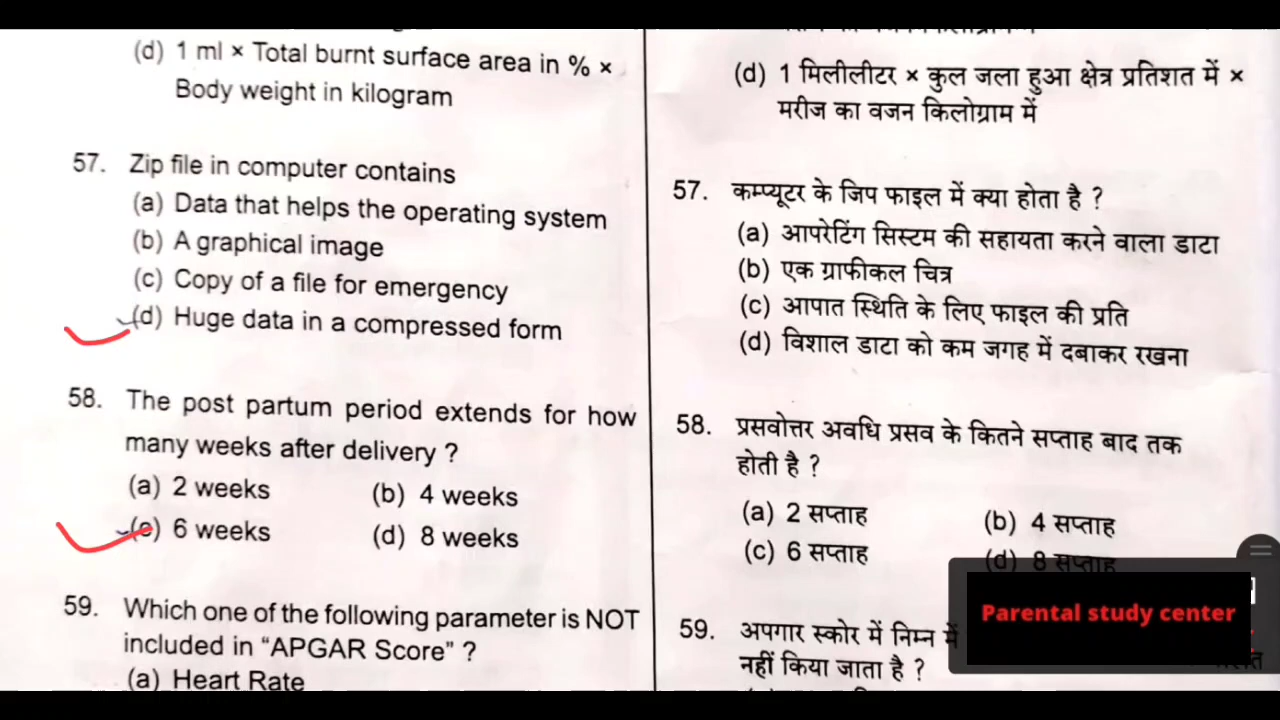 (d) 1 ml × Total burnt surface area in % ×
Body weight in kilogram
57. Zip file in computer contains
(a) Data that helps the operating system
(b) A graphical image
(c) Copy of a file for emergency
(d) Huge data in a compressed form
58. The post partum period extends for how
many weeks after delivery ?
(a) 2 weeks (b) 4 weeks
(c) 6 weeks (d) 8 weeks
59. Which one of the following parameter is NOT
included in “APGAR Score” ?
(a) Heart Rate
(d) 1 मिलीलीटर × कुल जला हुआ क्षेत्र प्रतिशत में ×
मरीज का वजन किलोग्राम में
57. कम्प्यूटर के जिप फाइल में क्या होता है ?
(a) आपरेटिंग सिस्टम की सहायता करने वाला डाटा
(b) एक ग्राफीकल चित्र
(c) आपात स्थिति के लिए फाइल की प्रति
(d) विशाल डाटा को कम जगह में दबाकर रखना
58. प्रसवोत्तर अवधि प्रसव के कितने सप्ताह बाद तक
होती है ?
(a) 2 सप्ताह (b) 4 सप्ताह
(c) 6 सप्ताह (d) 8 सप्ताह
59. अपगार स्कोर में निम्न में
नहीं किया जाता है ?
Parental study center